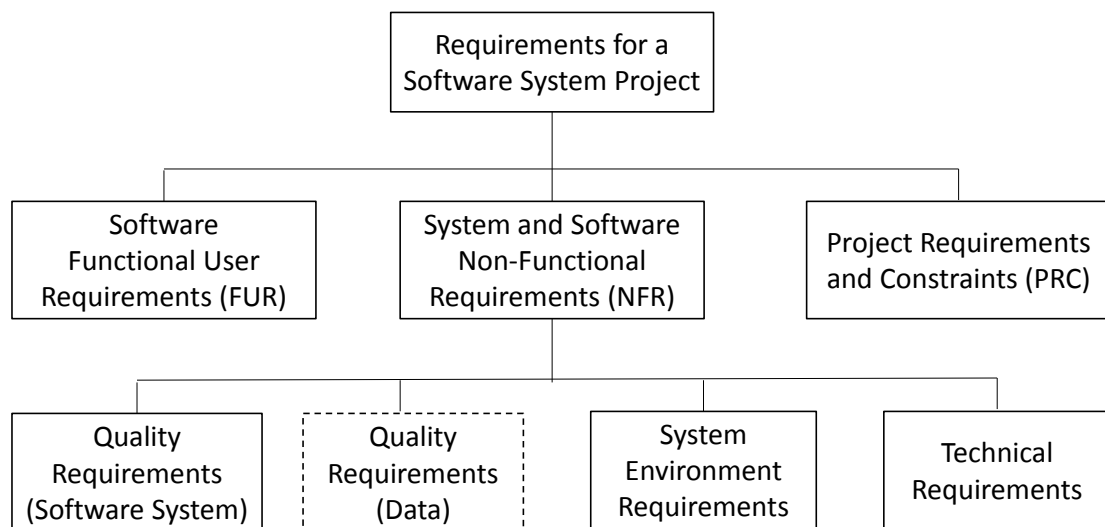 Requirements for a
Software System Project
Software
Functional User
Requirements (FUR)
System and Software
Non-Functional
Requirements (NFR)
Project Requirements
and Constraints (PRC)
Quality
Requirements
(Software System)
Quality
Requirements
(Data)
System
Environment
Requirements
Technical
Requirements